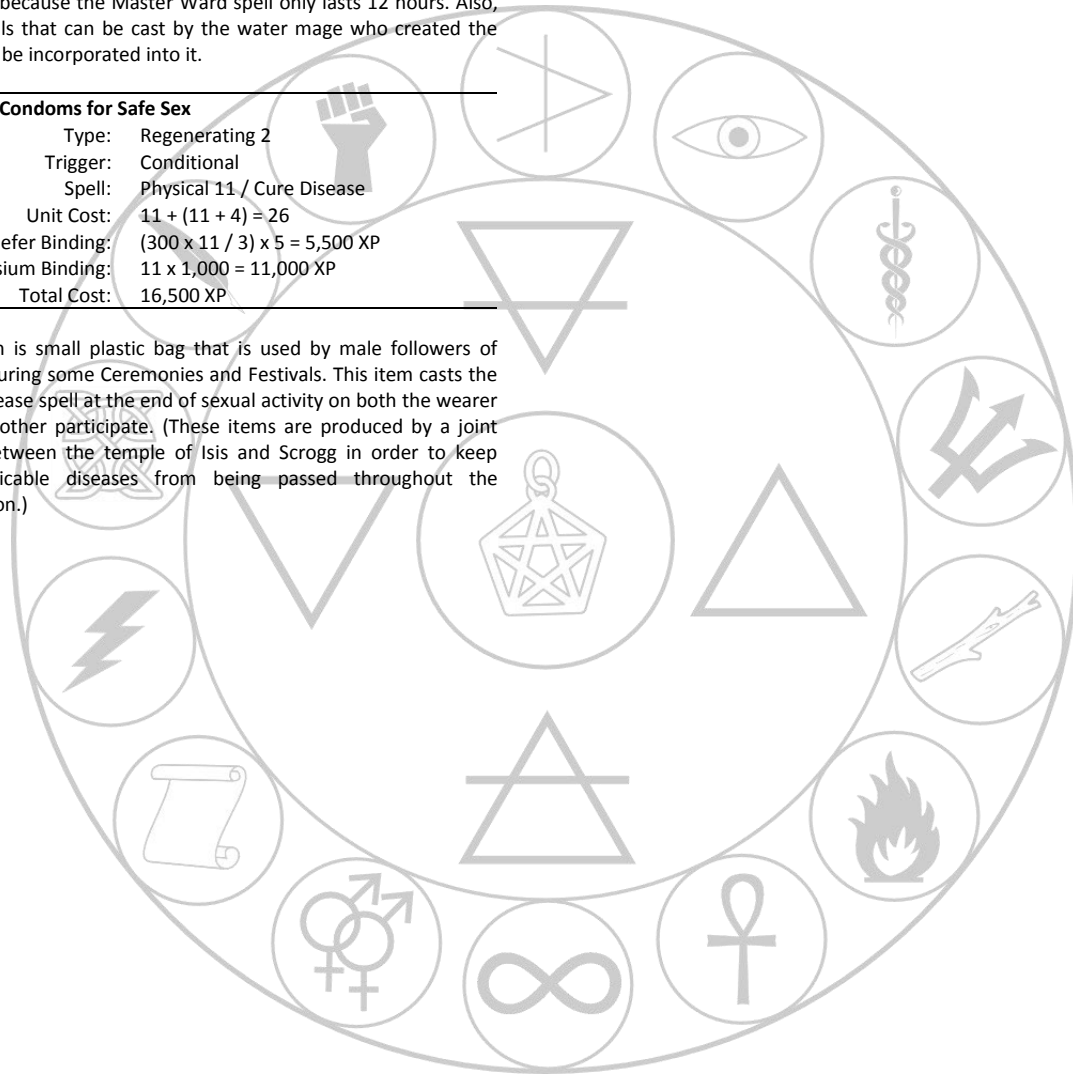 because the Master Ward spell only lasts 12 hours. Also,
ls that can be cast by the water mage who created the
be incorporated into it.
Condoms for Safe Sex
Type: Regenerating 2
Trigger: Conditional
Spell: Physical 11 / Cure Disease
Unit Cost: 11 + (11 + 4) = 26
efer Binding: (300 x 11 / 3) x 5 = 5,500 XP
sium Binding: 11 x 1,000 = 11,000 XP
Total Cost: 16,500 XP
is small plastic bag that is used by male followers of
uring some Ceremonies and Festivals. This item casts the
ease spell at the end of sexual activity on both the wearer
other participate. (These items are produced by a joint
etween the temple of Isis and Scrogg in order to keep
icable diseases from being passed throughout the
on.)